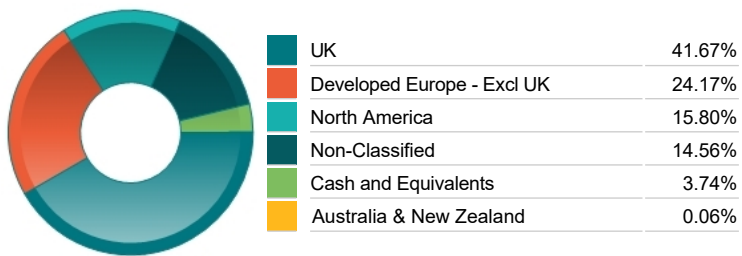 UK 41.67%
Developed Europe - Excl UK 24.17%
North America 15.80%
Non-Classified 14.56%
Cash and Equivalents 3.74%
Australia & New Zealand 0.06%